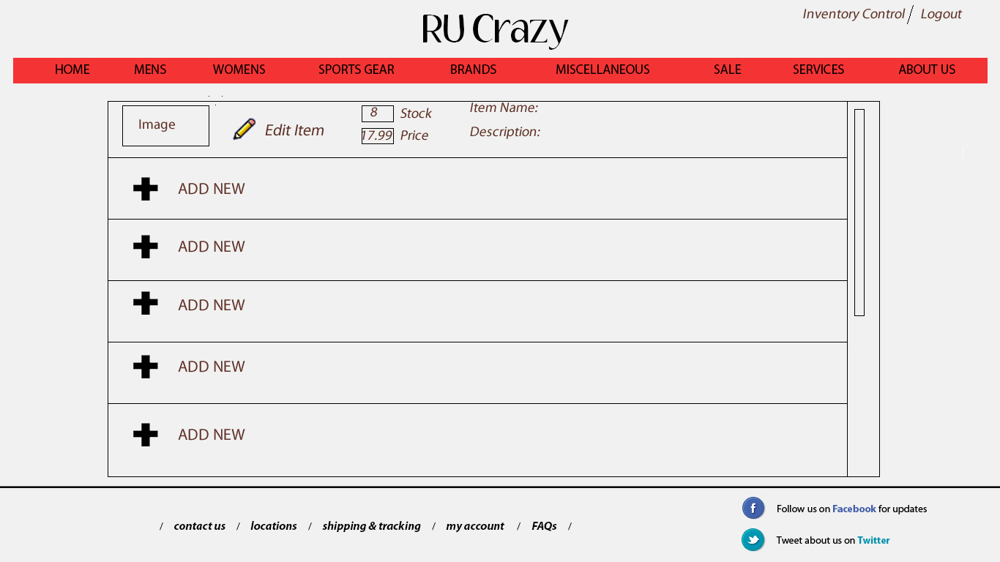 Inventory Control / Logout
RU Crazy
HOME MENS WOMENS SPORTS GEAR BRANDS MISCELLANEOUS SALE SERVICES ABOUT US
Image
Edit Item
8 Stock
17.99 Price
Item Name:
Description:
ADD NEW
ADD NEW
ADD NEW
ADD NEW
ADD NEW
/ contact us / locations / shipping & tracking / my account / FAQs /
f Follow us on Facebook for updates
Tweet about us on Twitter